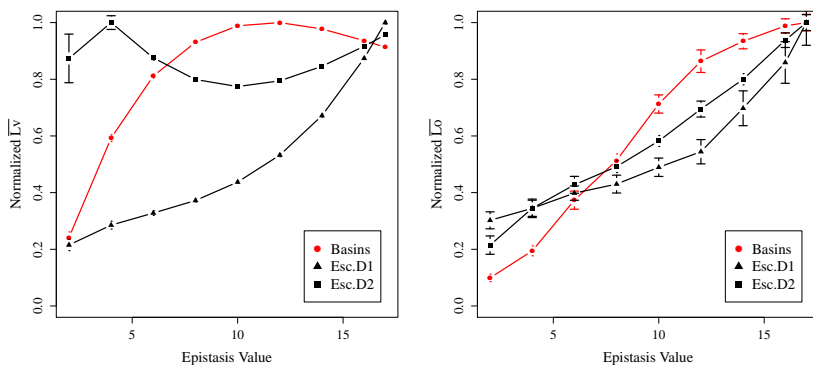 Normalized Lv
0.0 0.2 0.4 0.6 0.8 1.0
Basins
Esc.D1
Esc.D2
5 10 15
Epistasis Value
Normalized Lo
0.0 0.2 0.4 0.6 0.8 1.0
Basins
Esc.D1
Esc.D2
5 10 15
Epistasis Value